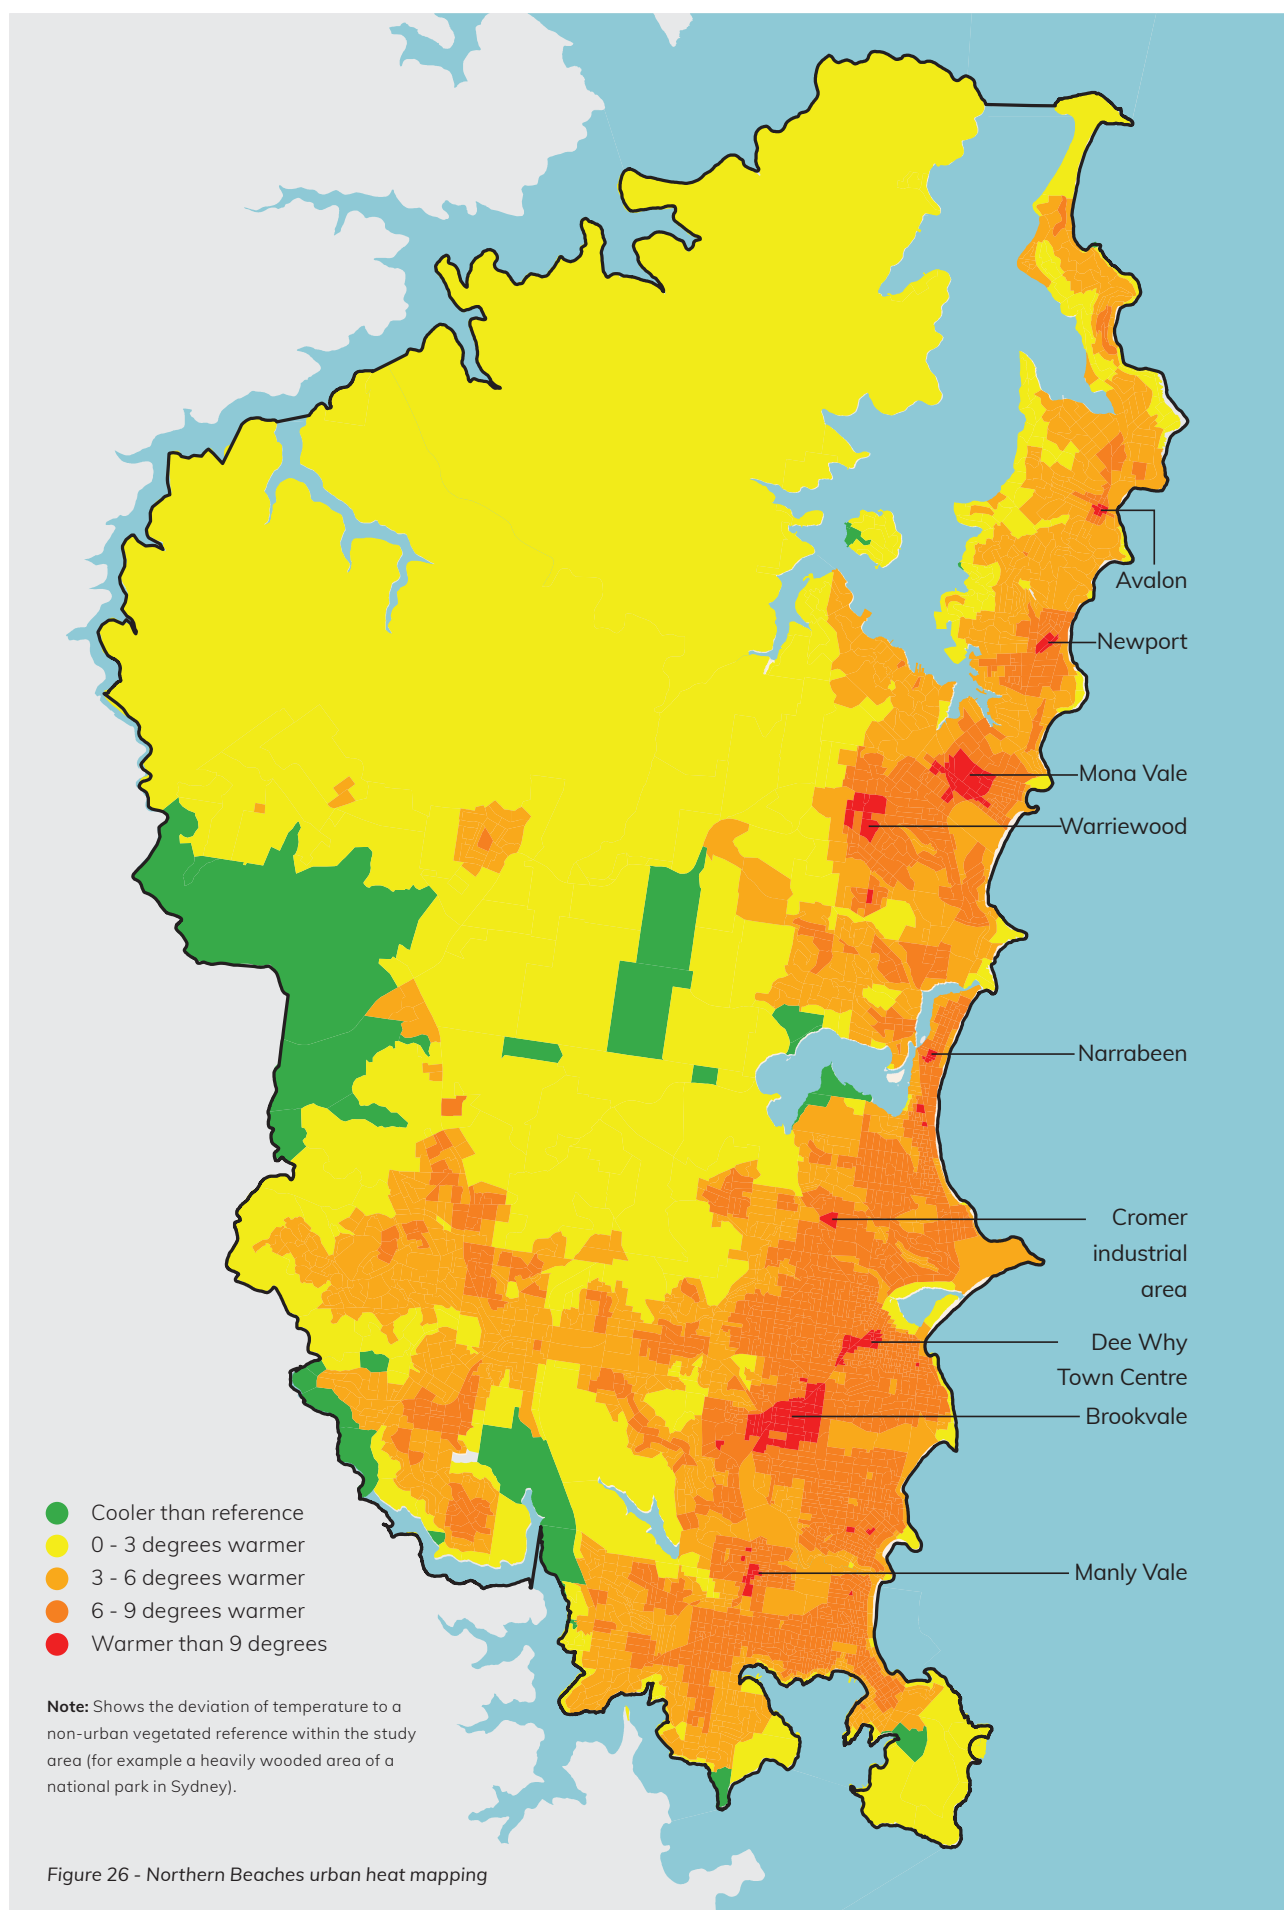 Avalon
Newport
Mona Vale
Warriewood
Narrabeen
Cromer
industrial
area
Dee Why
Town Centre
Brookvale
Manly Vale
Cooler than reference
0 - 3 degrees warmer
3 - 6 degrees warmer
6 - 9 degrees warmer
Warmer than 9 degrees
Note: Shows the deviation of temperature to a
non-urban vegetated reference within the study
area (for example a heavily wooded area of a
national park in Sydney).
Figure 26 - Northern Beaches urban heat mapping